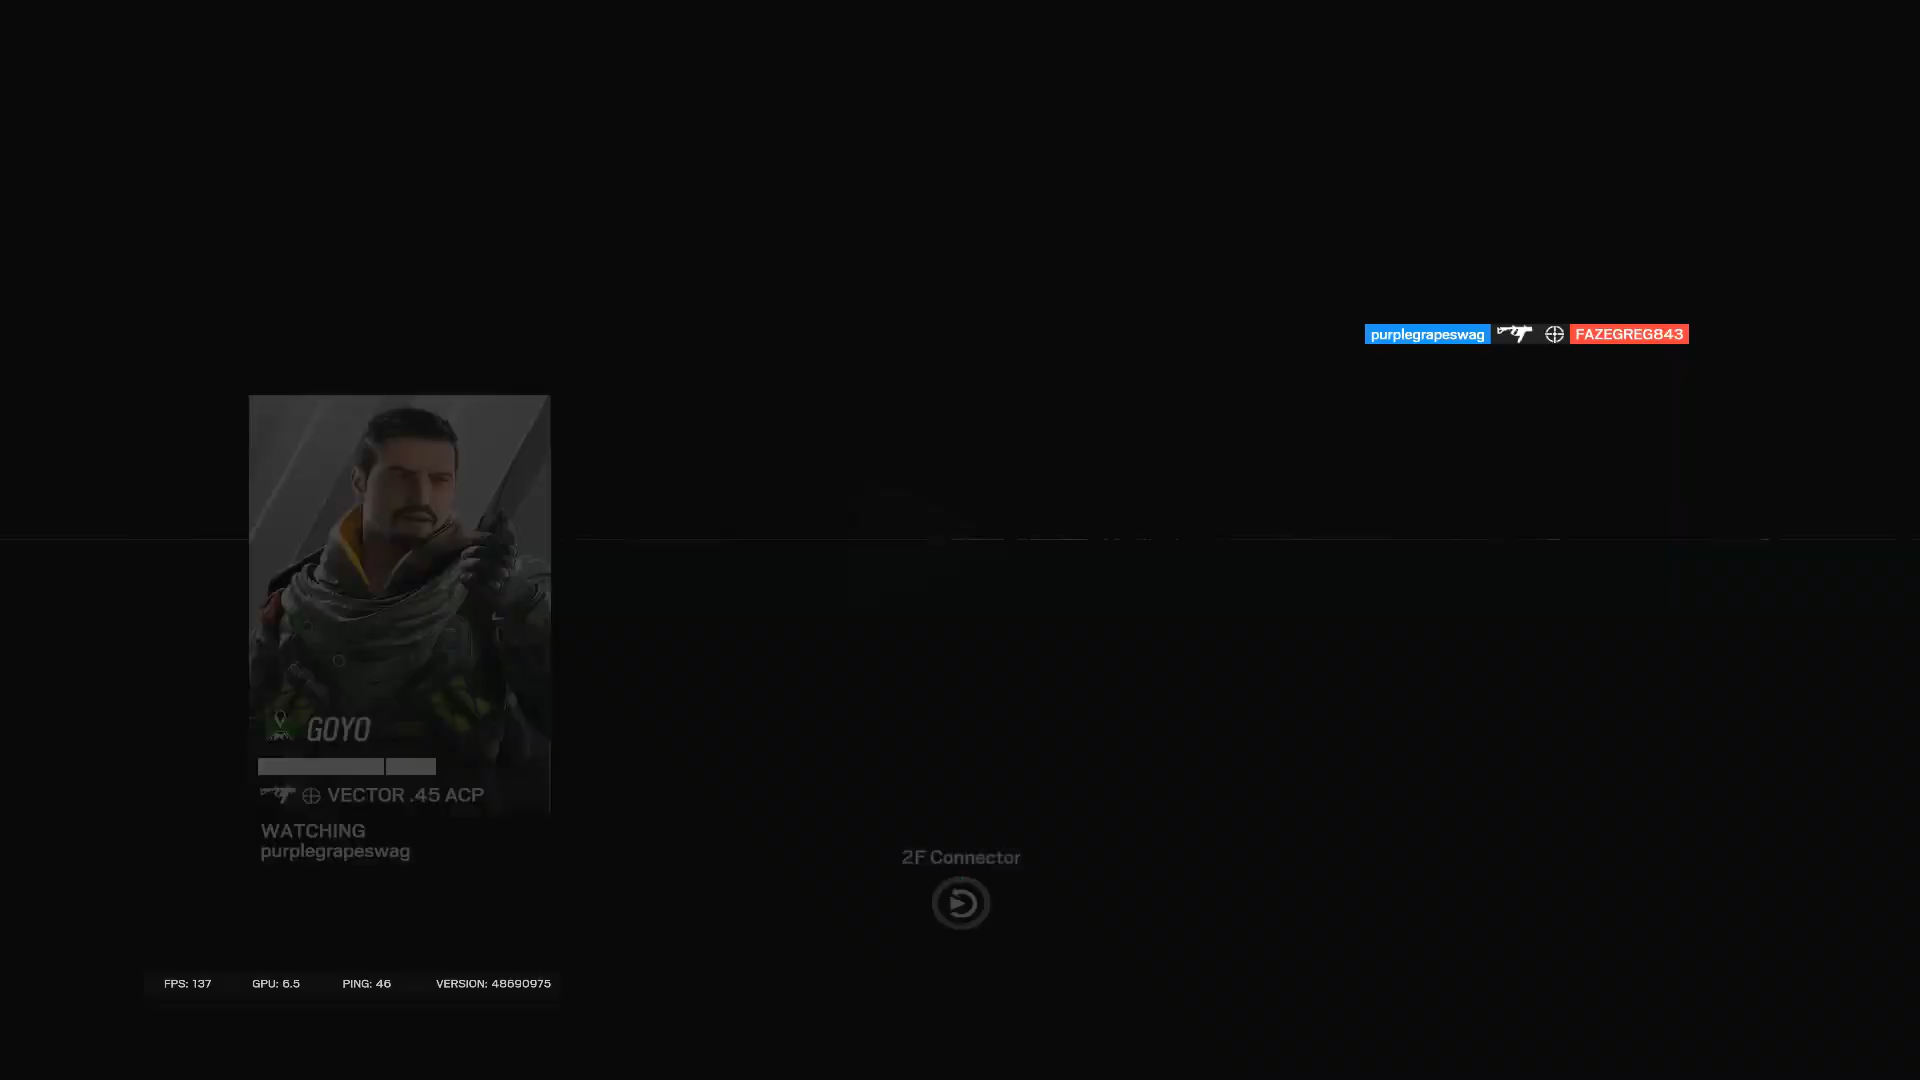 purplegrapeswag FAZEGREG843
GOYO
VECTOR .45 ACP
WATCHING
purplegrapeswag
2F Connector
FPS: 137 GPU: 6.5 PING: 46 VERSION: 48690975